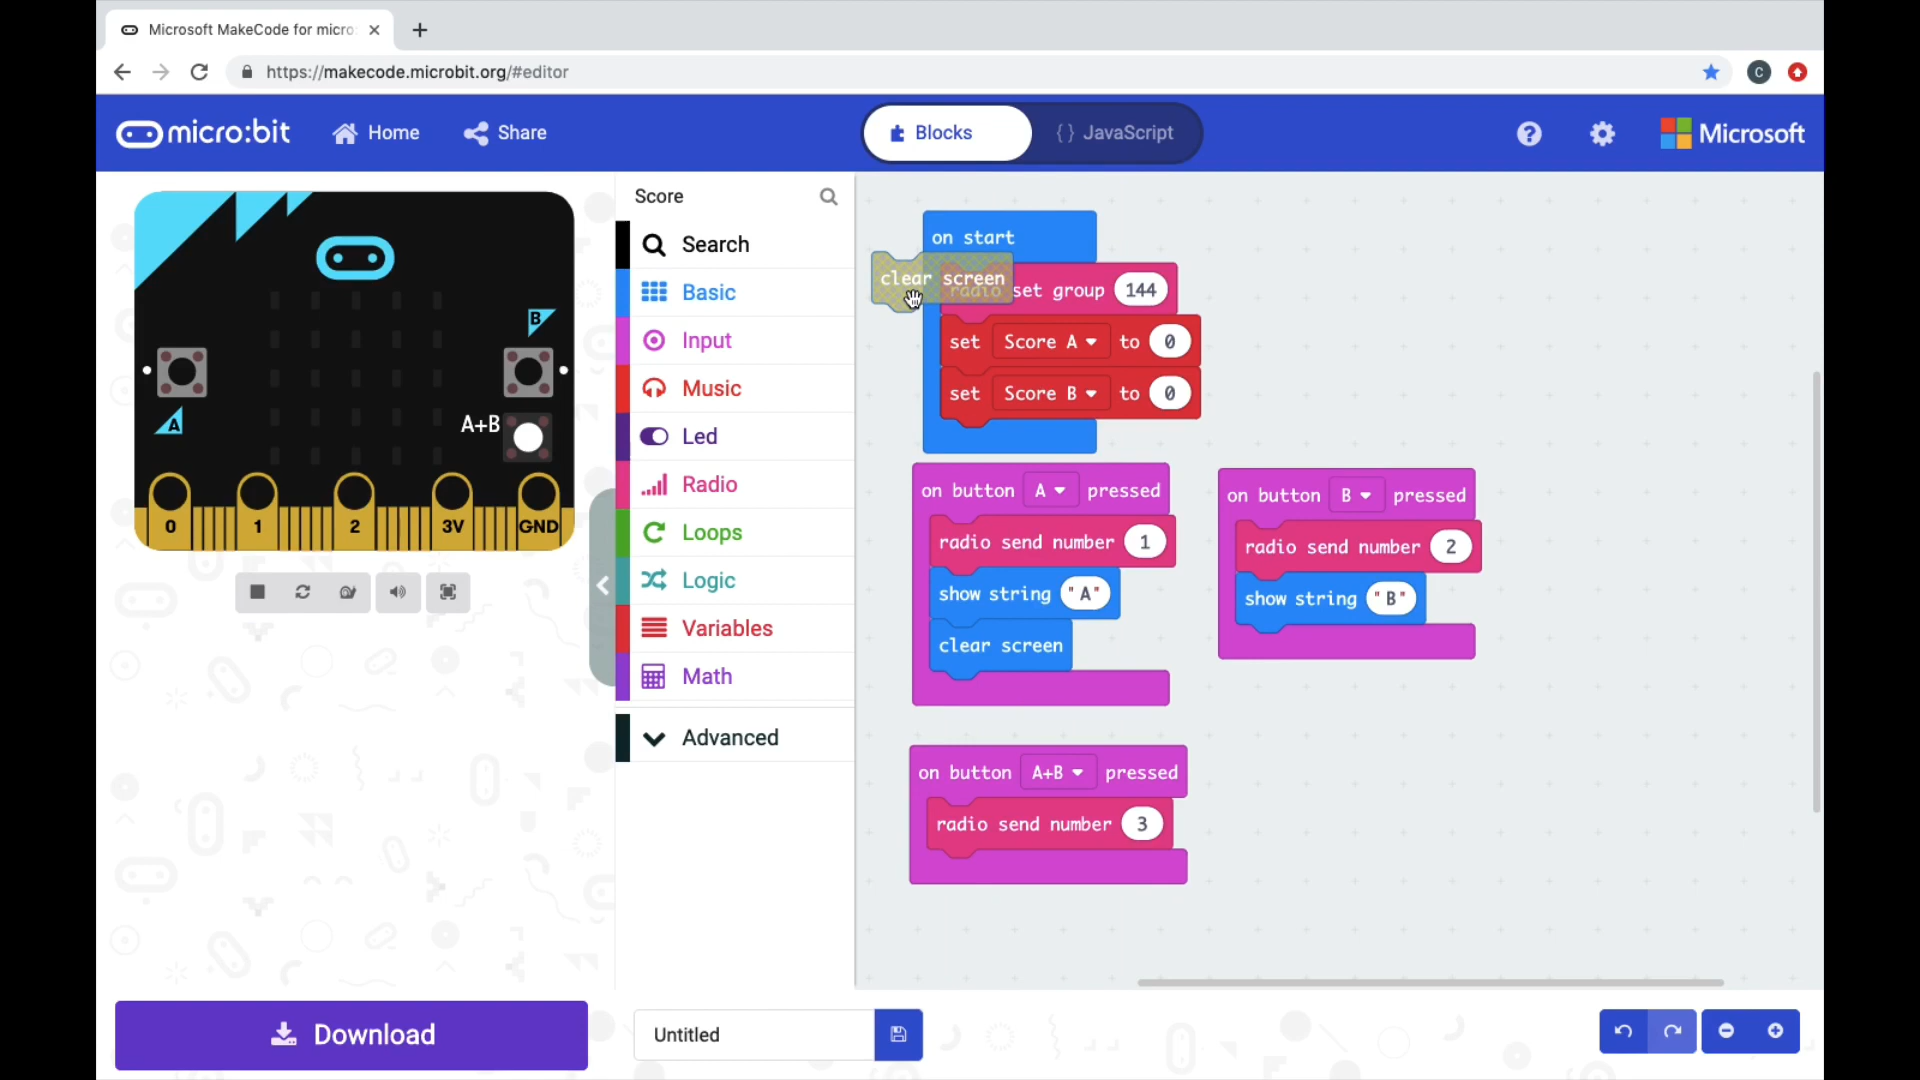 Microsoft MakeCode for micro:
https://makecode.microbit.org/#editor
C
micro:bit
Home
Share
Blocks
{ } JavaScript
?
Microsoft
Score
Search
Basic
Input
Music
Led
Radio
Loops
Logic
Variables
Math
Advanced
B
A
A+B
0
1
2
3V
GND
on start
clear screen
radio set group 144
set Score A to 0
set Score B to 0
on button A pressed
radio send number 1
show string "A"
clear screen
on button B pressed
radio send number 2
show string "B"
on button A+B pressed
radio send number 3
Download
Untitled